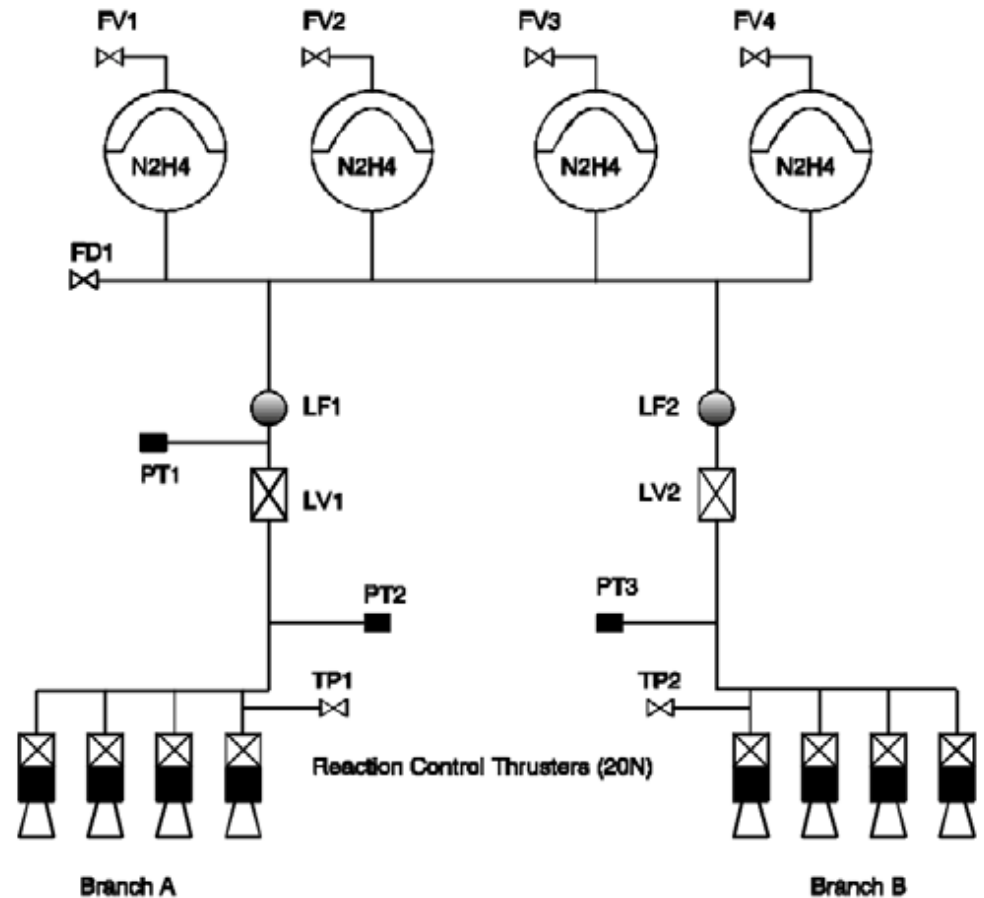 FV1 FV2 FV3 FV4
N2H4 N2H4 N2H4 N2H4
FD1
LF1 LF2
PT1
LV1 LV2
PT2 PT3
TP1 TP2
Reaction Control Thrusters (20N)
Branch A Branch B